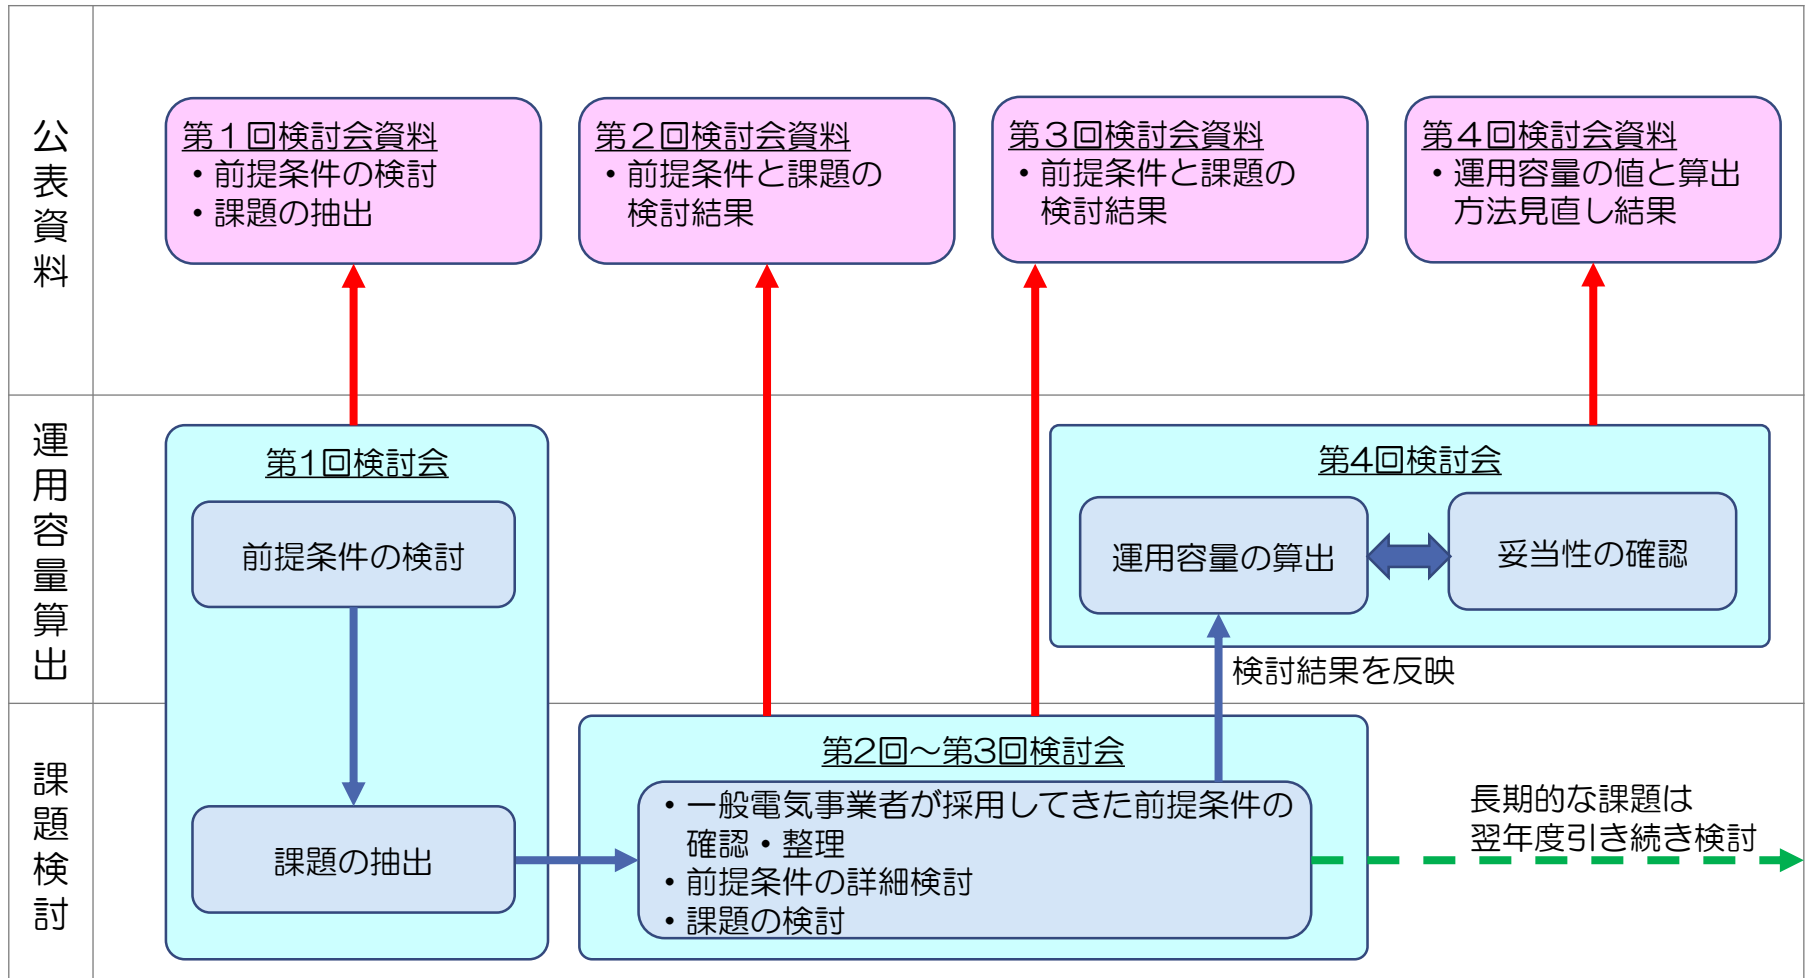 公表資料
第１回検討会資料
・前提条件の検討
・課題の抽出
第２回検討会資料
・前提条件と課題の
検討結果
第３回検討会資料
・前提条件と課題の
検討結果
第４回検討会資料
・運用容量の値と算出
方法見直し結果
運用容量算出
第1回検討会
前提条件の検討
第4回検討会
運用容量の算出
妥当性の確認
検討結果を反映
課題検討
課題の抽出
第2回～第3回検討会
・一般電気事業者が採用してきた前提条件の
確認・整理
・前提条件の詳細検討
・課題の検討
長期的な課題は
翌年度引き続き検討